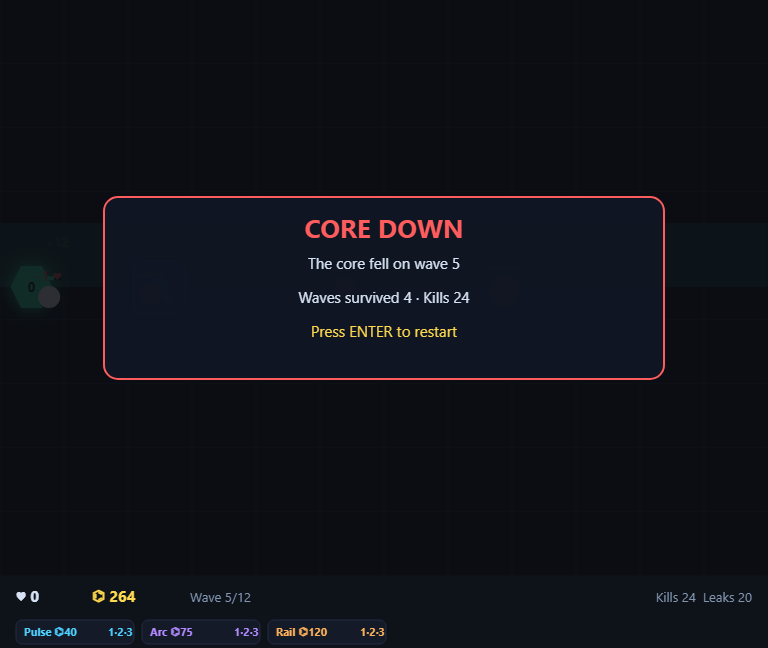 CORE DOWN
The core fell on wave 5
Waves survived 4 · Kills 24
Press ENTER to restart
0
♥ 0 ⌬ 264 Wave 5/12 Kills 24 Leaks 20
Pulse ⌬40 1·2·3 Arc ⌬75 1·2·3 Rail ⌬120 1·2·3